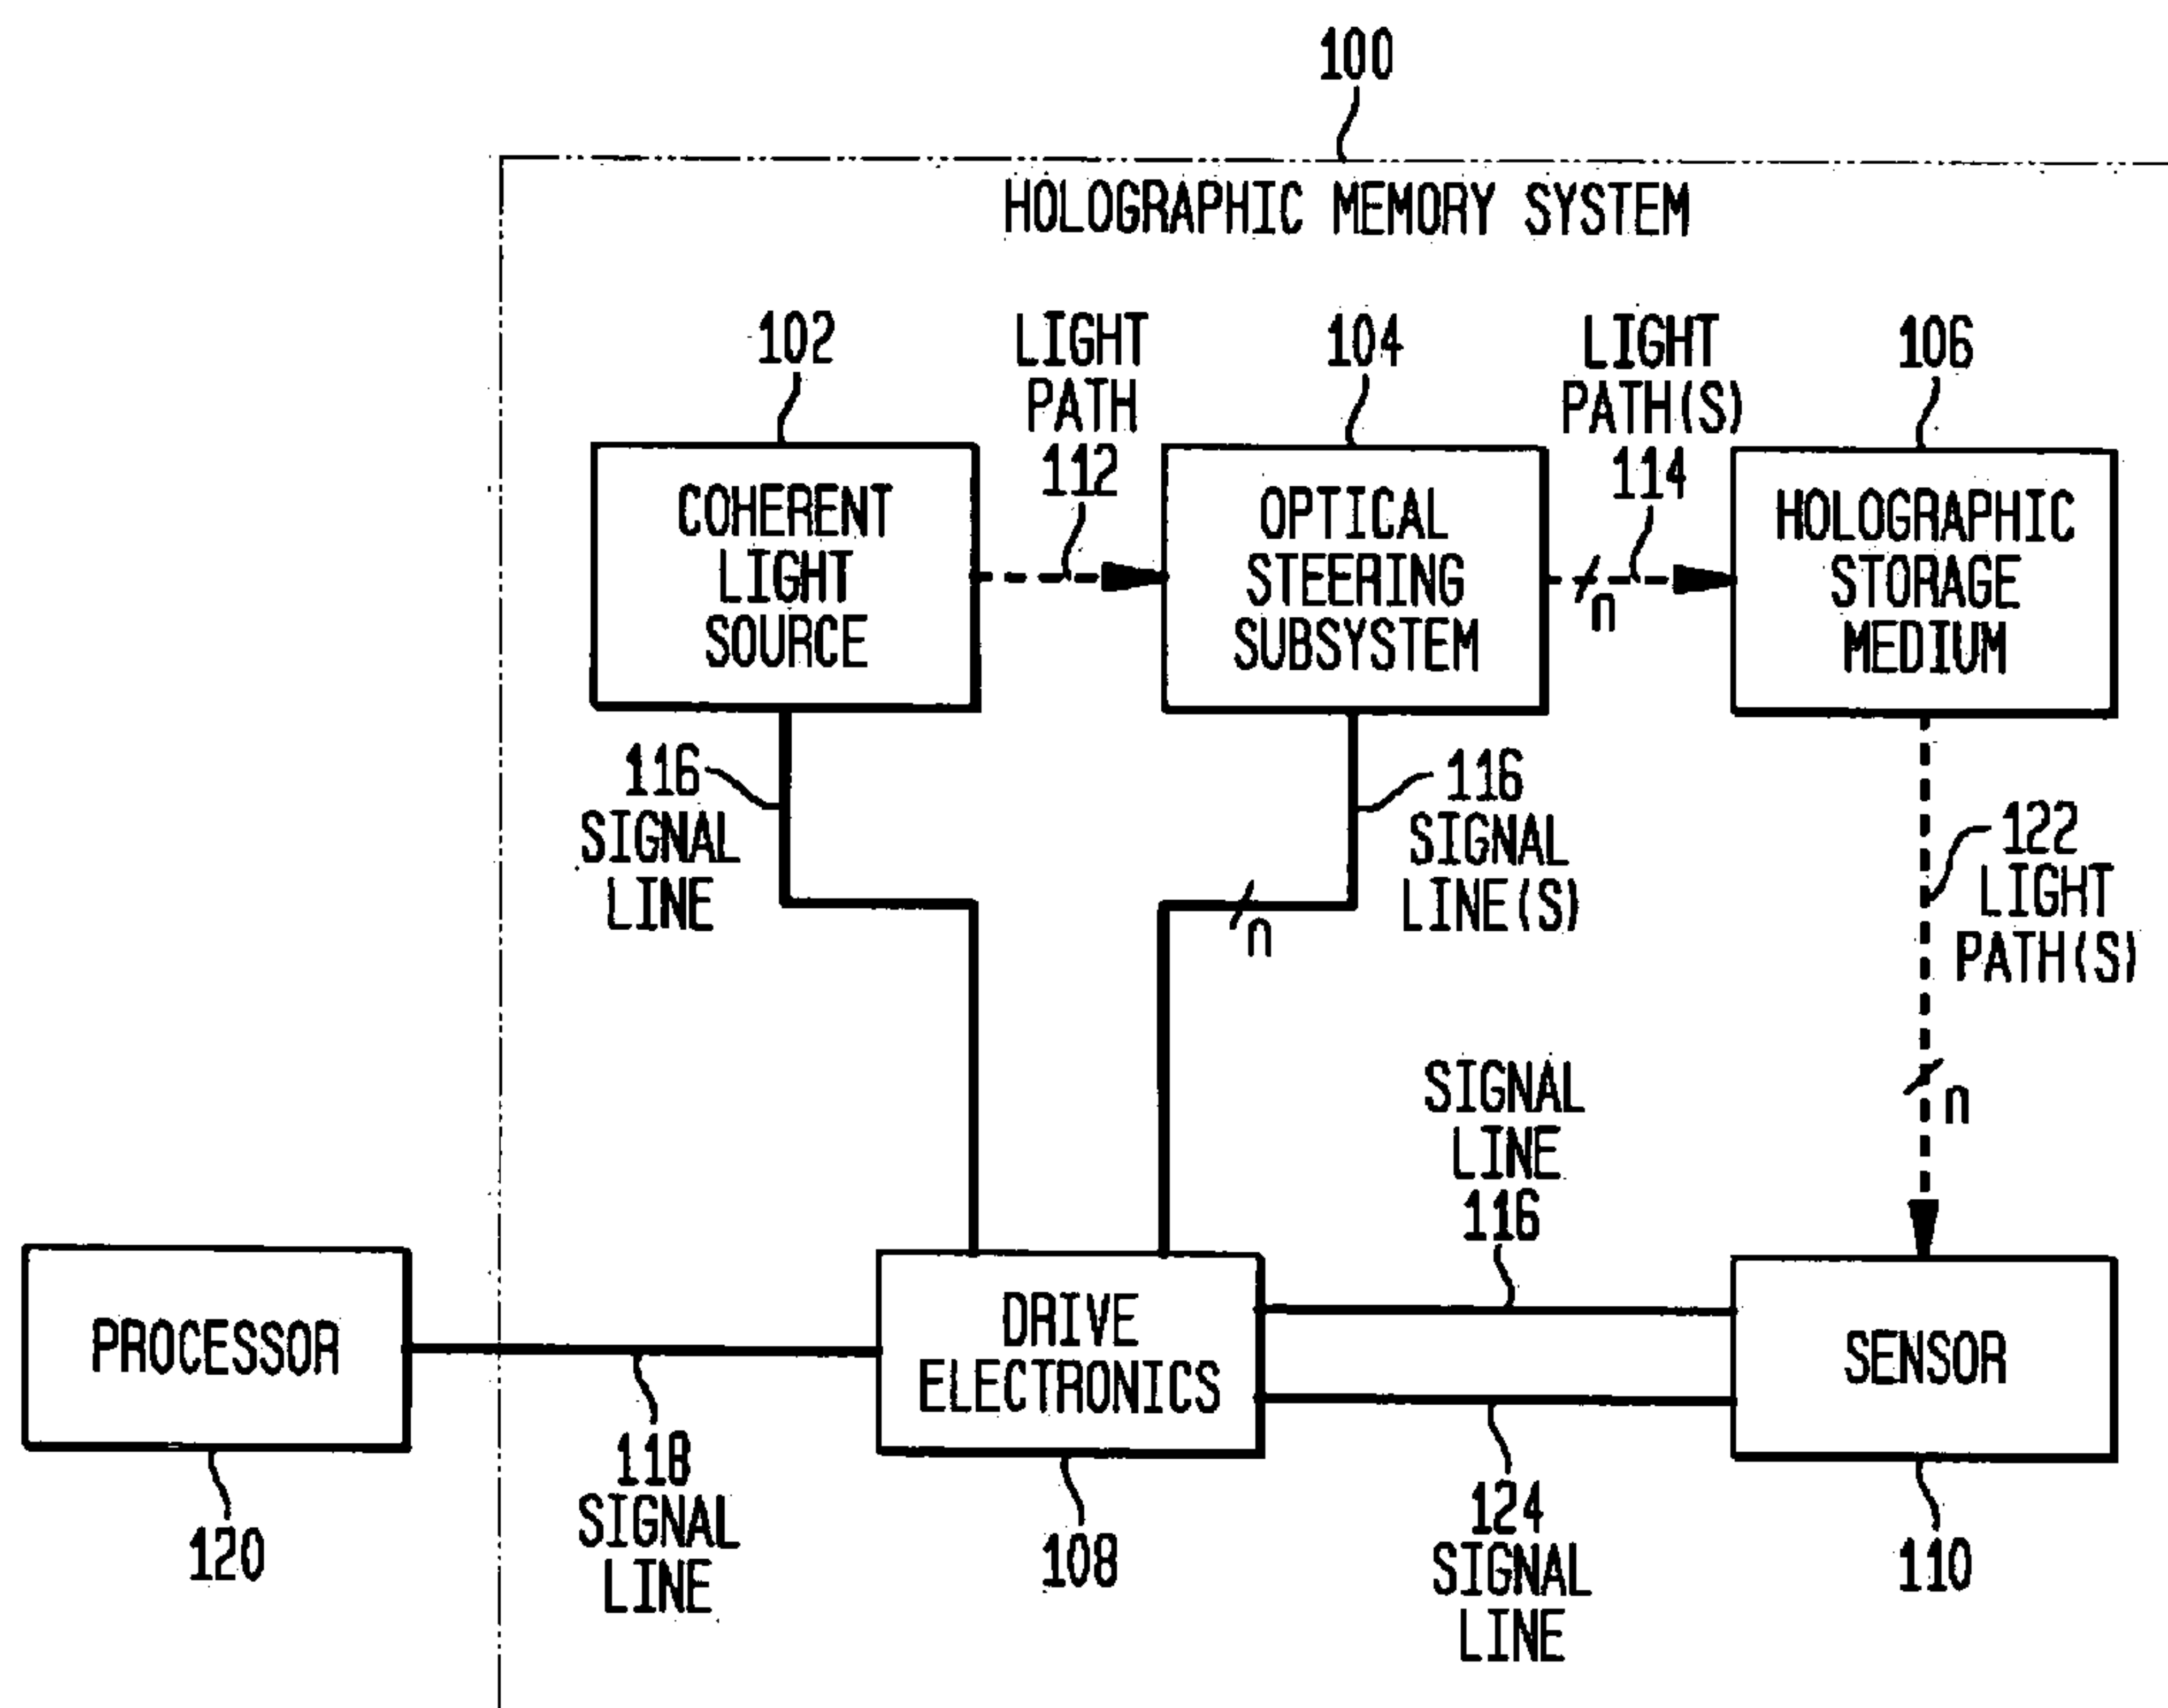 100
HOLOGRAPHIC MEMORY SYSTEM
102
LIGHT
PATH
112
104
LIGHT
PATH(S)
114
106
COHERENT
LIGHT
SOURCE
OPTICAL
STEERING
SUBSYSTEM
n
HOLOGRAPHIC
STORAGE
MEDIUM
116
SIGNAL
LINE
116
SIGNAL
LINE(S)
n
122
LIGHT
PATH(S)
n
SIGNAL
LINE
116
PROCESSOR
DRIVE
ELECTRONICS
SENSOR
120
118
SIGNAL
LINE
108
124
SIGNAL
LINE
110